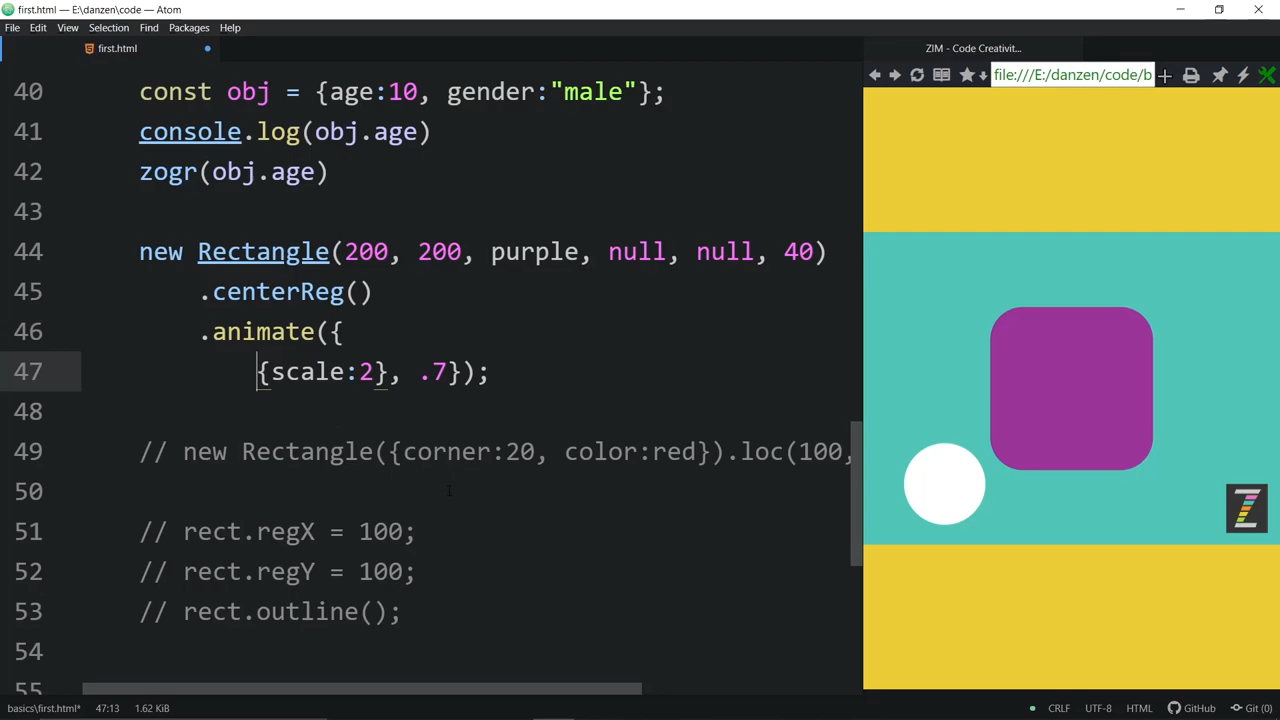 first.html — E:\danzen\code — Atom
File Edit View Selection Find Packages Help
first.html
ZIM - Code Creativit...
file:///E:/danzen/code/b
40 const obj = {age:10, gender:"male"};
41 console.log(obj.age)
42 zogr(obj.age)
43
44 new Rectangle(200, 200, purple, null, null, 40)
45 .centerReg()
46 .animate({
47 {scale:2}, .7});
48
49 // new Rectangle({corner:20, color:red}).loc(100,
50
51 // rect.regX = 100;
52 // rect.regY = 100;
53 // rect.outline();
54
55
Z
basics\first.html* 47:13 1.62 KiB CRLF UTF-8 HTML GitHub Git (0)